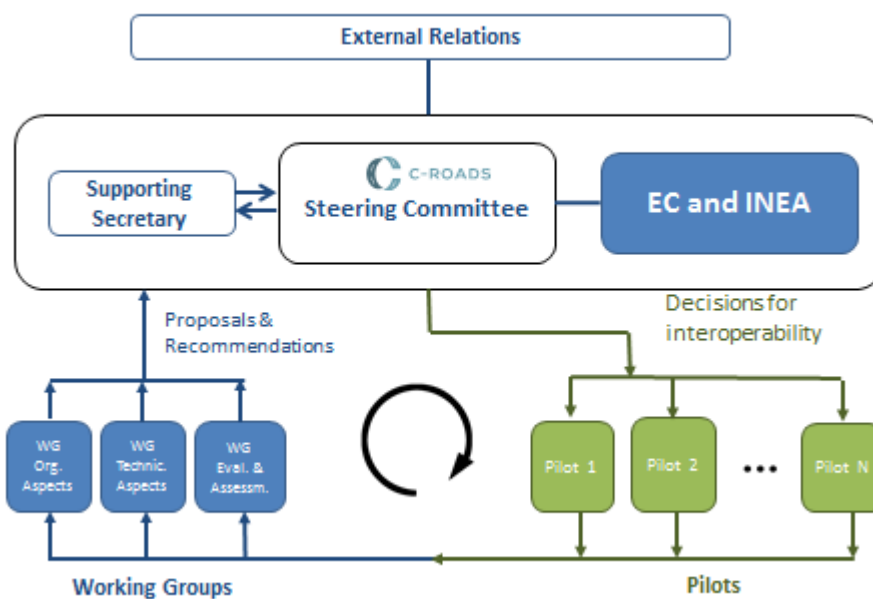 External Relations
C-ROADS
Supporting
Secretary
Steering Committee
EC and INEA
Proposals &
Recommendations
Decisions for
interoperability
WG
Org.
Aspects
WG
Technic.
Aspects
WG
Eval. &
Assessm.
Pilot 1
Pilot 2
...
Pilot N
Working Groups
Pilots